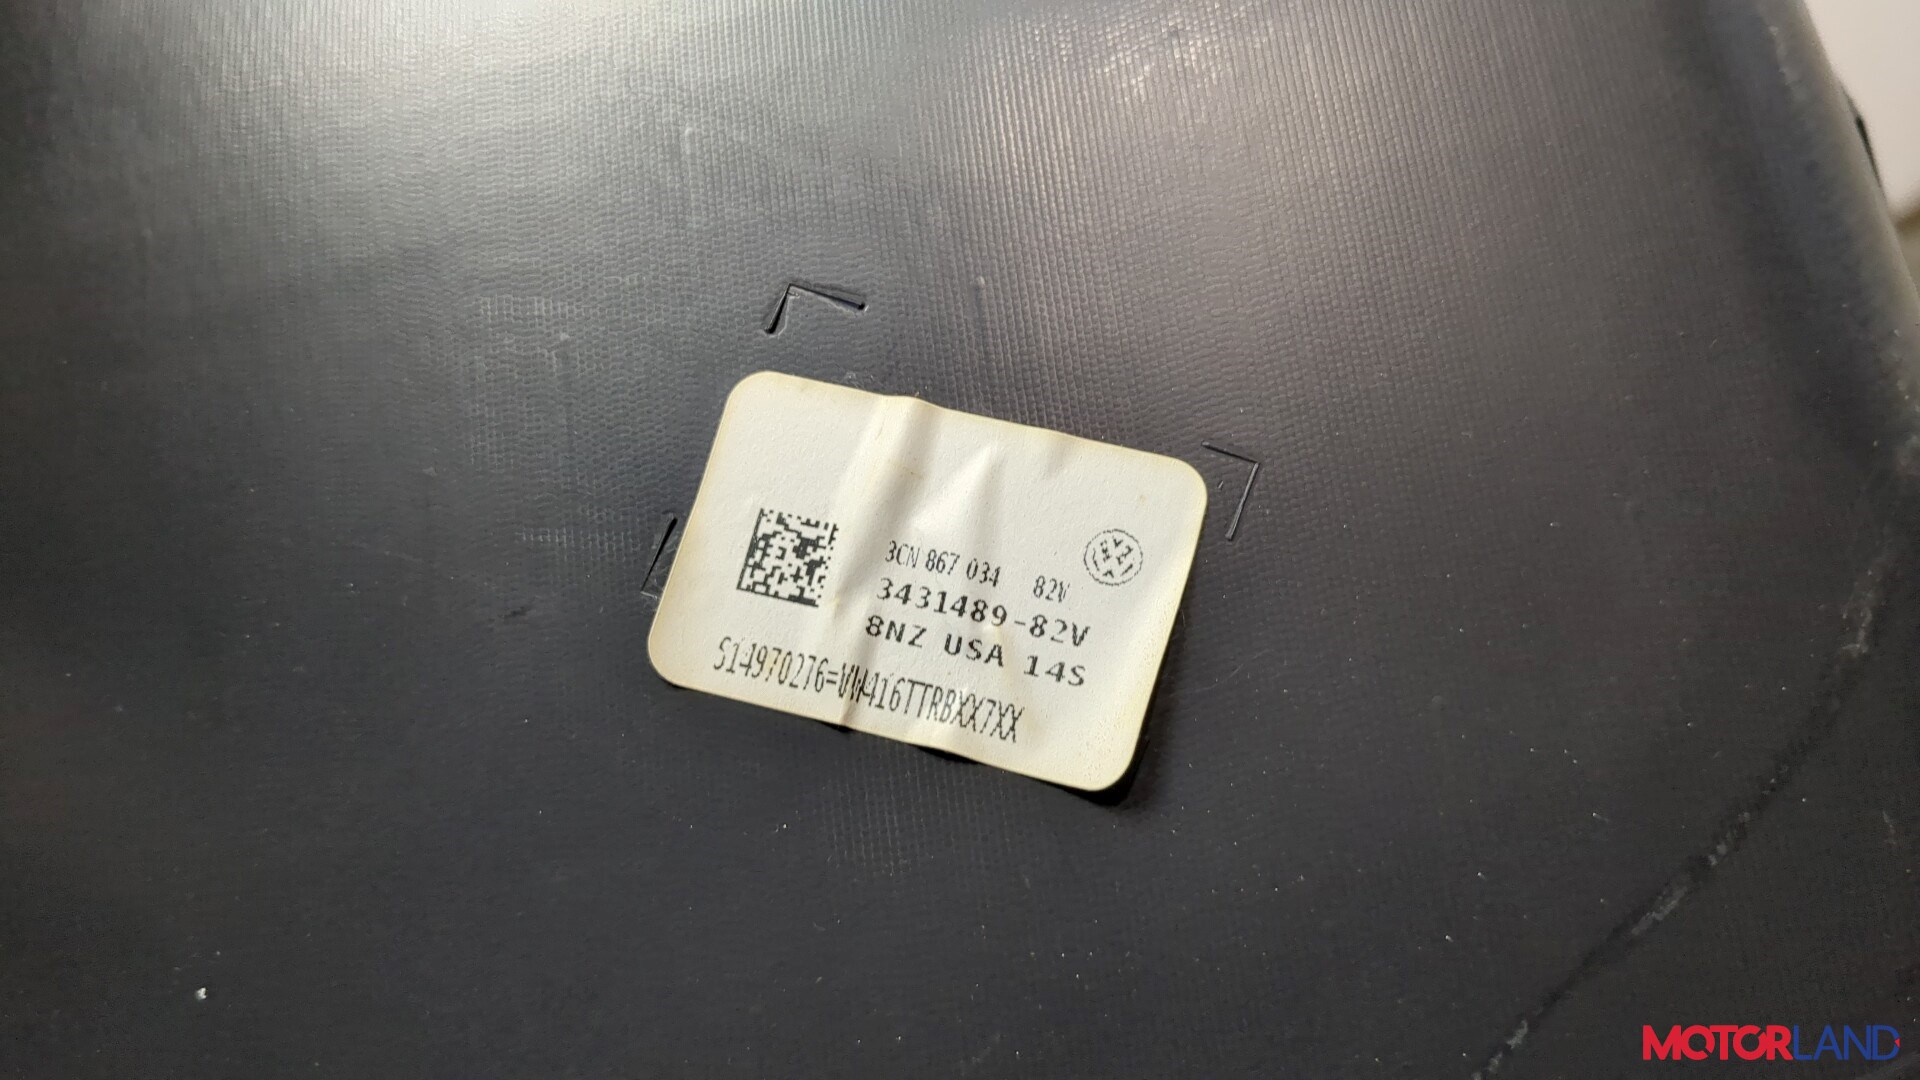 3CN 867 034 82V
3431489-82V
8NZ USA 14S
S14970276=VW416TTRBXX7XX
MOTORLAND